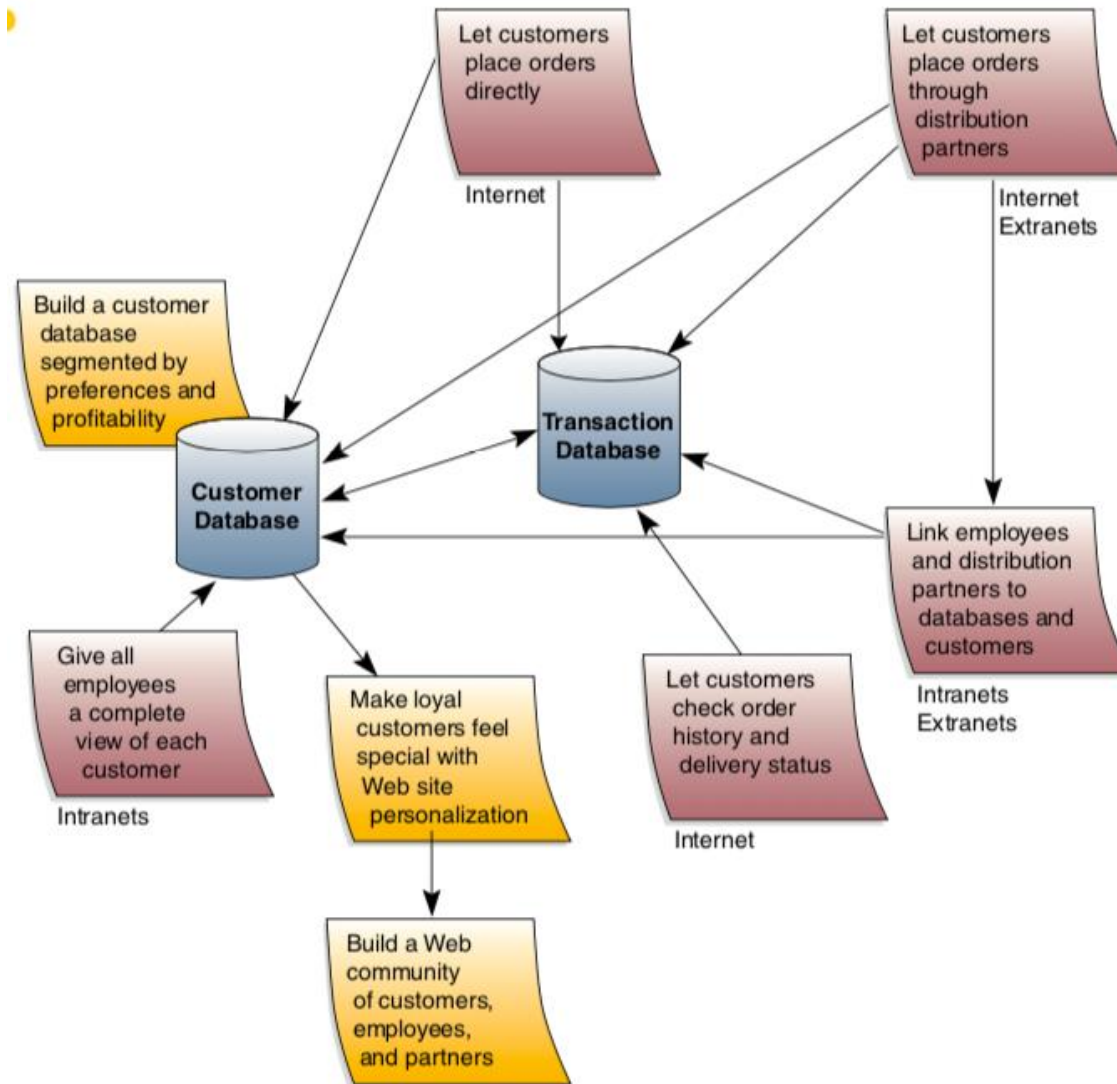 Let customers
place orders
directly
Internet
Let customers
place orders
through
distribution
partners
Internet
Extranets
Build a customer
database
segmented by
preferences and
profitability
Customer
Database
Transaction
Database
Link employees
and distribution
partners to
databases and
customers
Intranets
Extranets
Give all
employees
a complete
view of each
customer
Intranets
Make loyal
customers feel
special with
Web site
personalization
Let customers
check order
history and
delivery status
Internet
Build a Web
community
of customers,
employees,
and partners